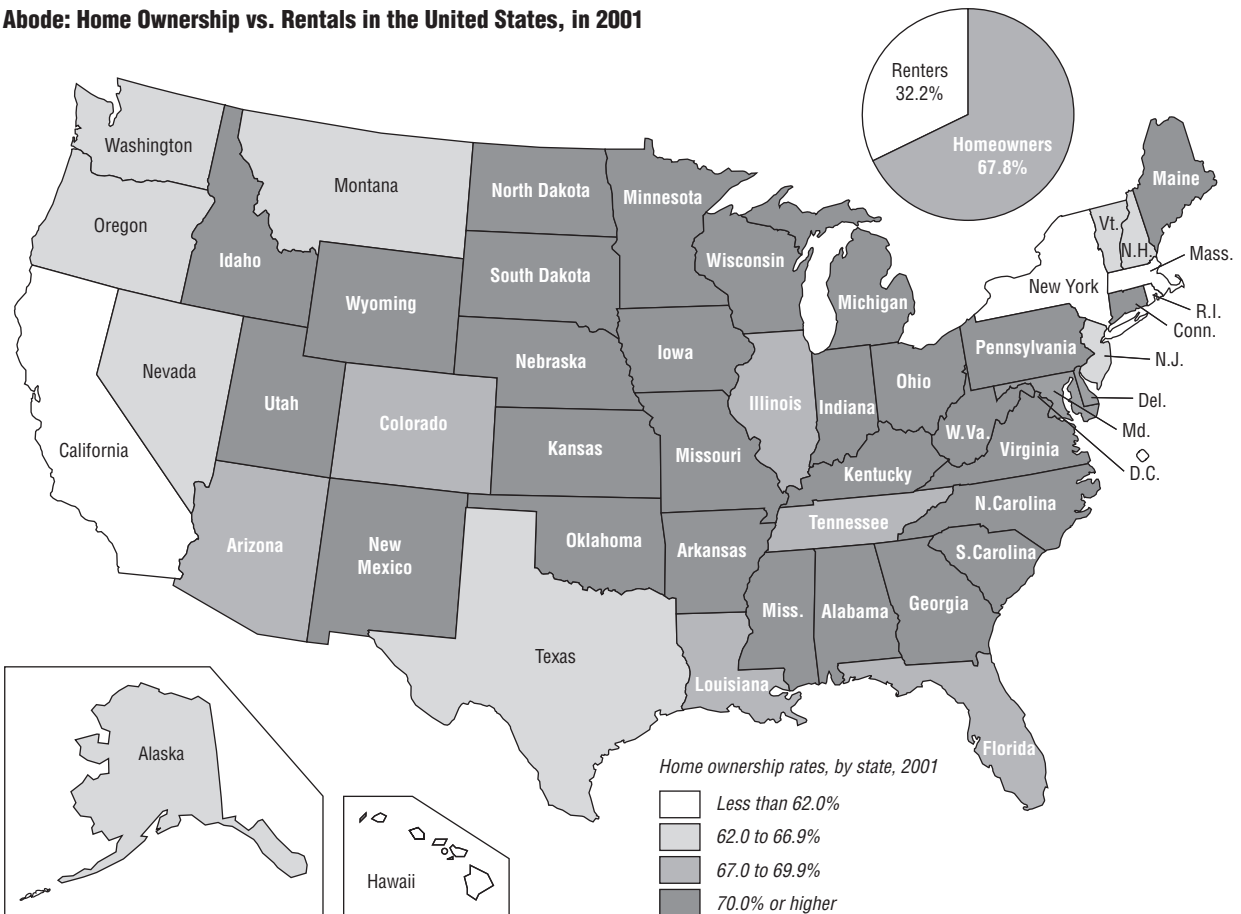 Abode: Home Ownership vs. Rentals in the United States, in 2001
Renters
32.2%
Homeowners
67.8%
Washington
Oregon
Idaho
Montana
North Dakota
Minnesota
South Dakota
Wyoming
Wisconsin
Michigan
Vt.
N.H.
Maine
New York
Mass.
R.I.
Conn.
N.J.
Del.
Md.
D.C.
Pennsylvania
California
Nevada
Utah
Colorado
Nebraska
Iowa
Kansas
Missouri
Illinois
Indiana
Ohio
W.Va.
Virginia
Kentucky
N.Carolina
Tennessee
S.Carolina
Arizona
New
Mexico
Oklahoma
Arkansas
Miss.
Alabama
Georgia
Texas
Louisiana
Florida
Alaska
Hawaii
Home ownership rates, by state, 2001
Less than 62.0%
62.0 to 66.9%
67.0 to 69.9%
70.0% or higher